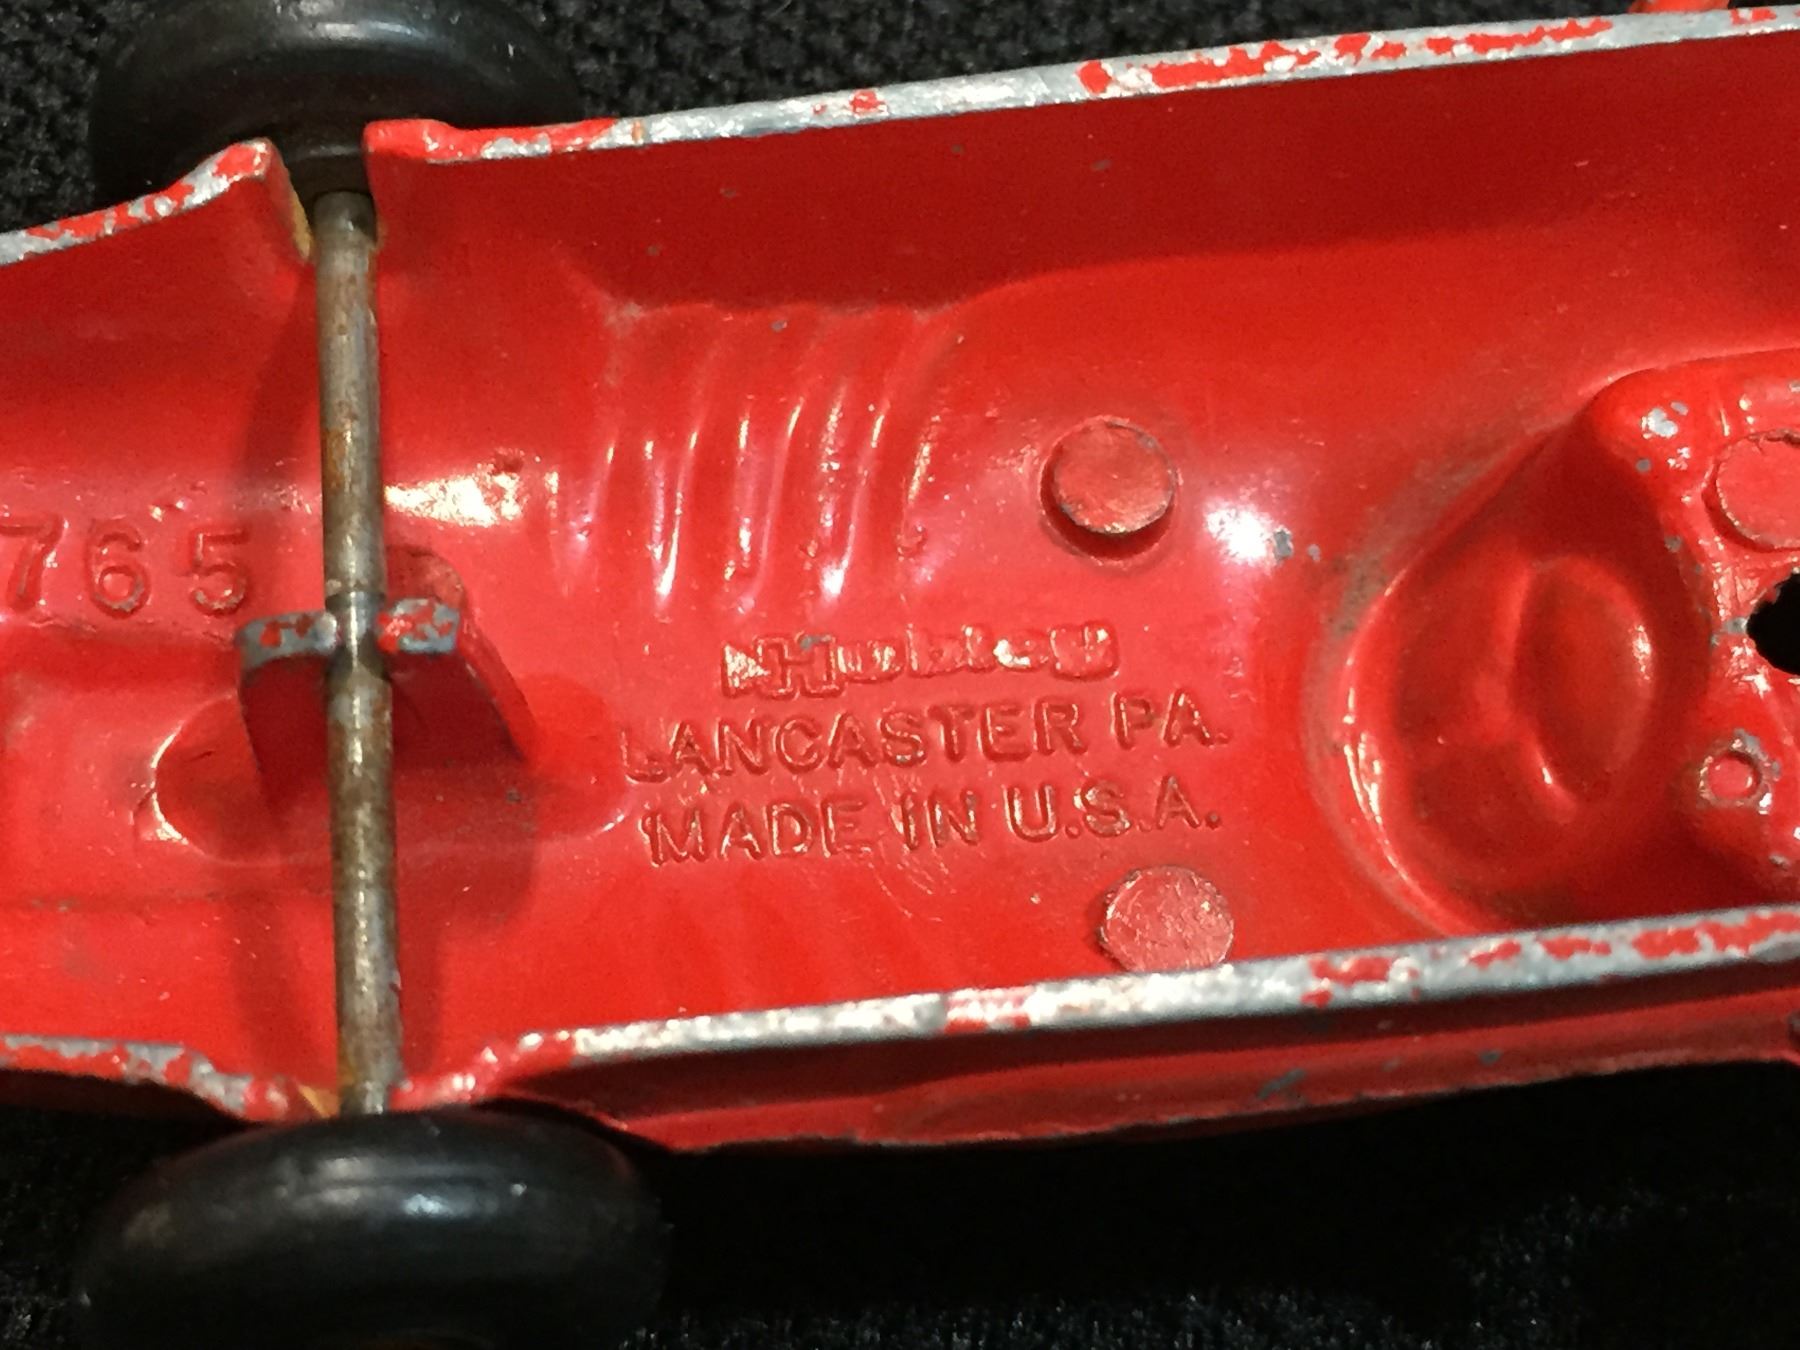 765
Hubley
LANCASTER PA.
MADE IN U.S.A.